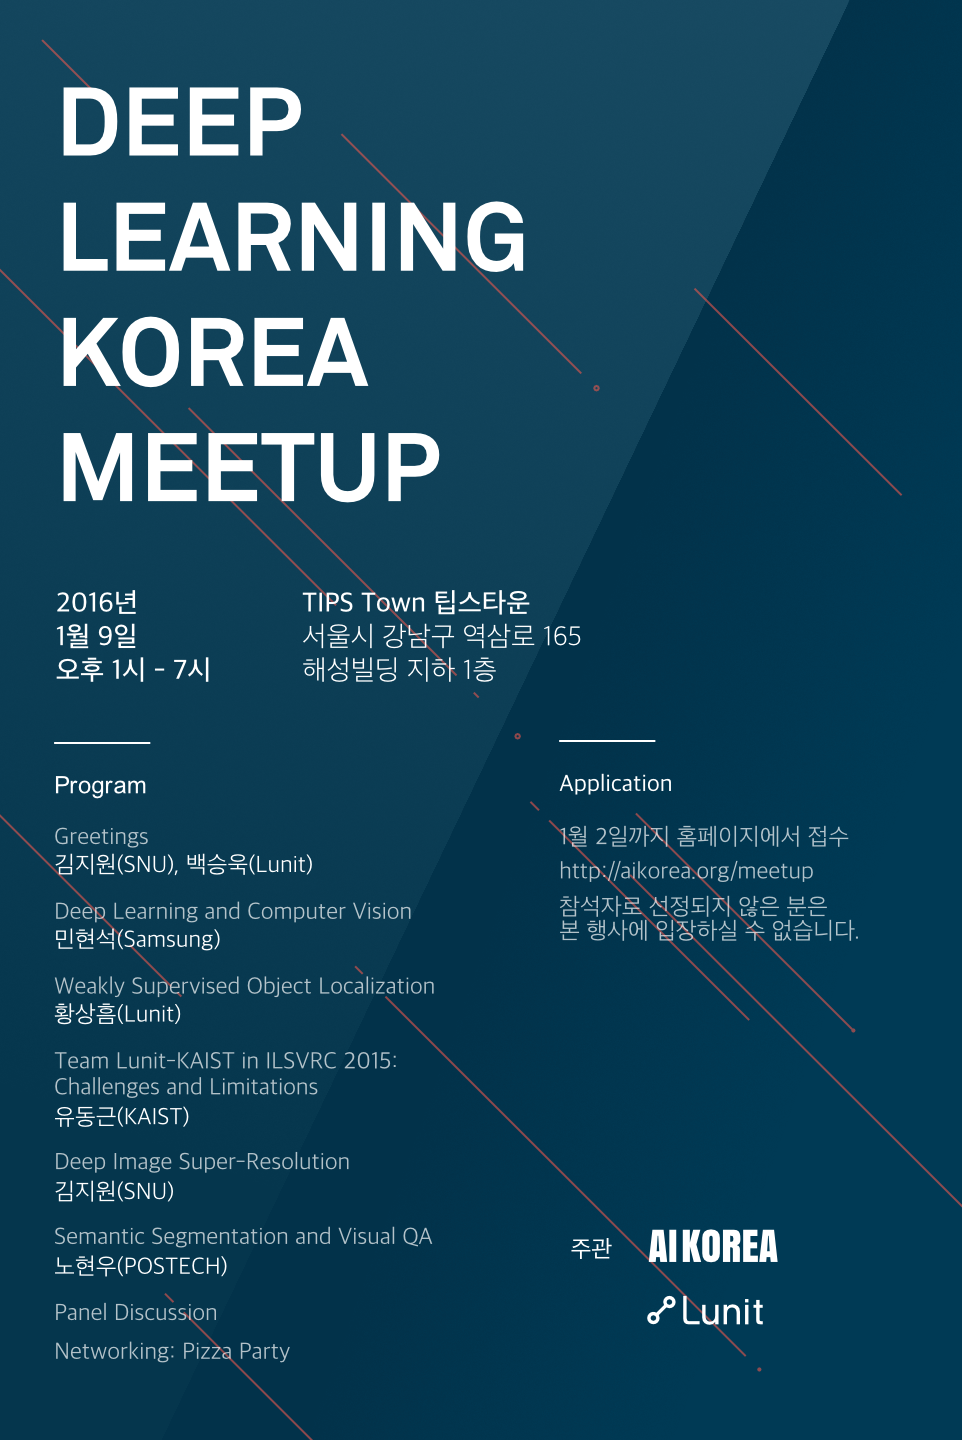 DEEP
LEARNING
KOREA
MEETUP
2016년
1월 9일
오후 1시 - 7시
TIPS Town 팁스타운
서울시 강남구 역삼로 165
해성빌딩 지하 1층
Program
Greetings
김지원(SNU), 백승욱(Lunit)
Deep Learning and Computer Vision
민현석(Samsung)
Weakly Supervised Object Localization
황상흠(Lunit)
Team Lunit-KAIST in ILSVRC 2015:
Challenges and Limitations
유동근(KAIST)
Deep Image Super-Resolution
김지원(SNU)
Semantic Segmentation and Visual QA
노현우(POSTECH)
Panel Discussion
Networking: Pizza Party
Application
1월 2일까지 홈페이지에서 접수
http://aikorea.org/meetup
참석자로 선정되지 않은 분은
본 행사에 입장하실 수 없습니다.
주관 AI KOREA
Lunit